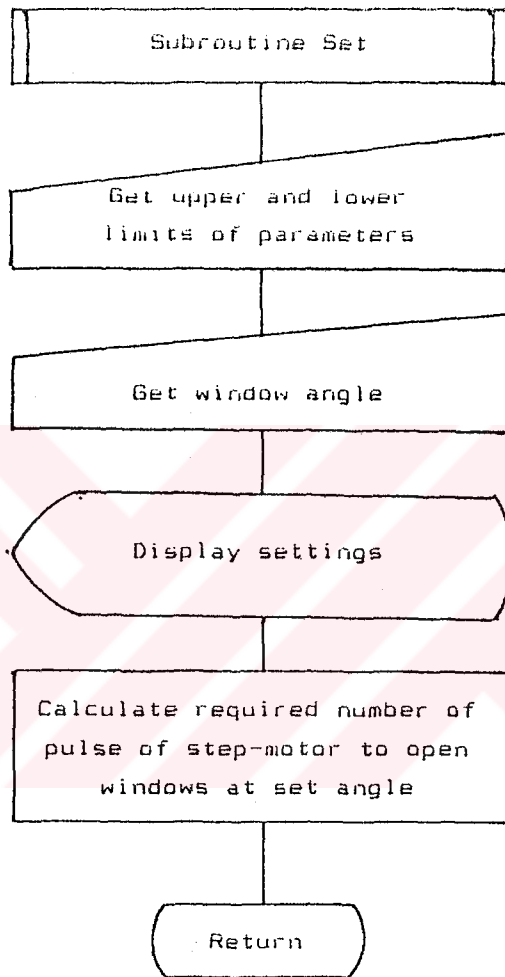 Subroutine Set
Get upper and lower
limits of parameters
Get window angle
Display settings
Calculate required number of
pulse of step-motor to open
windows at set angle
Return